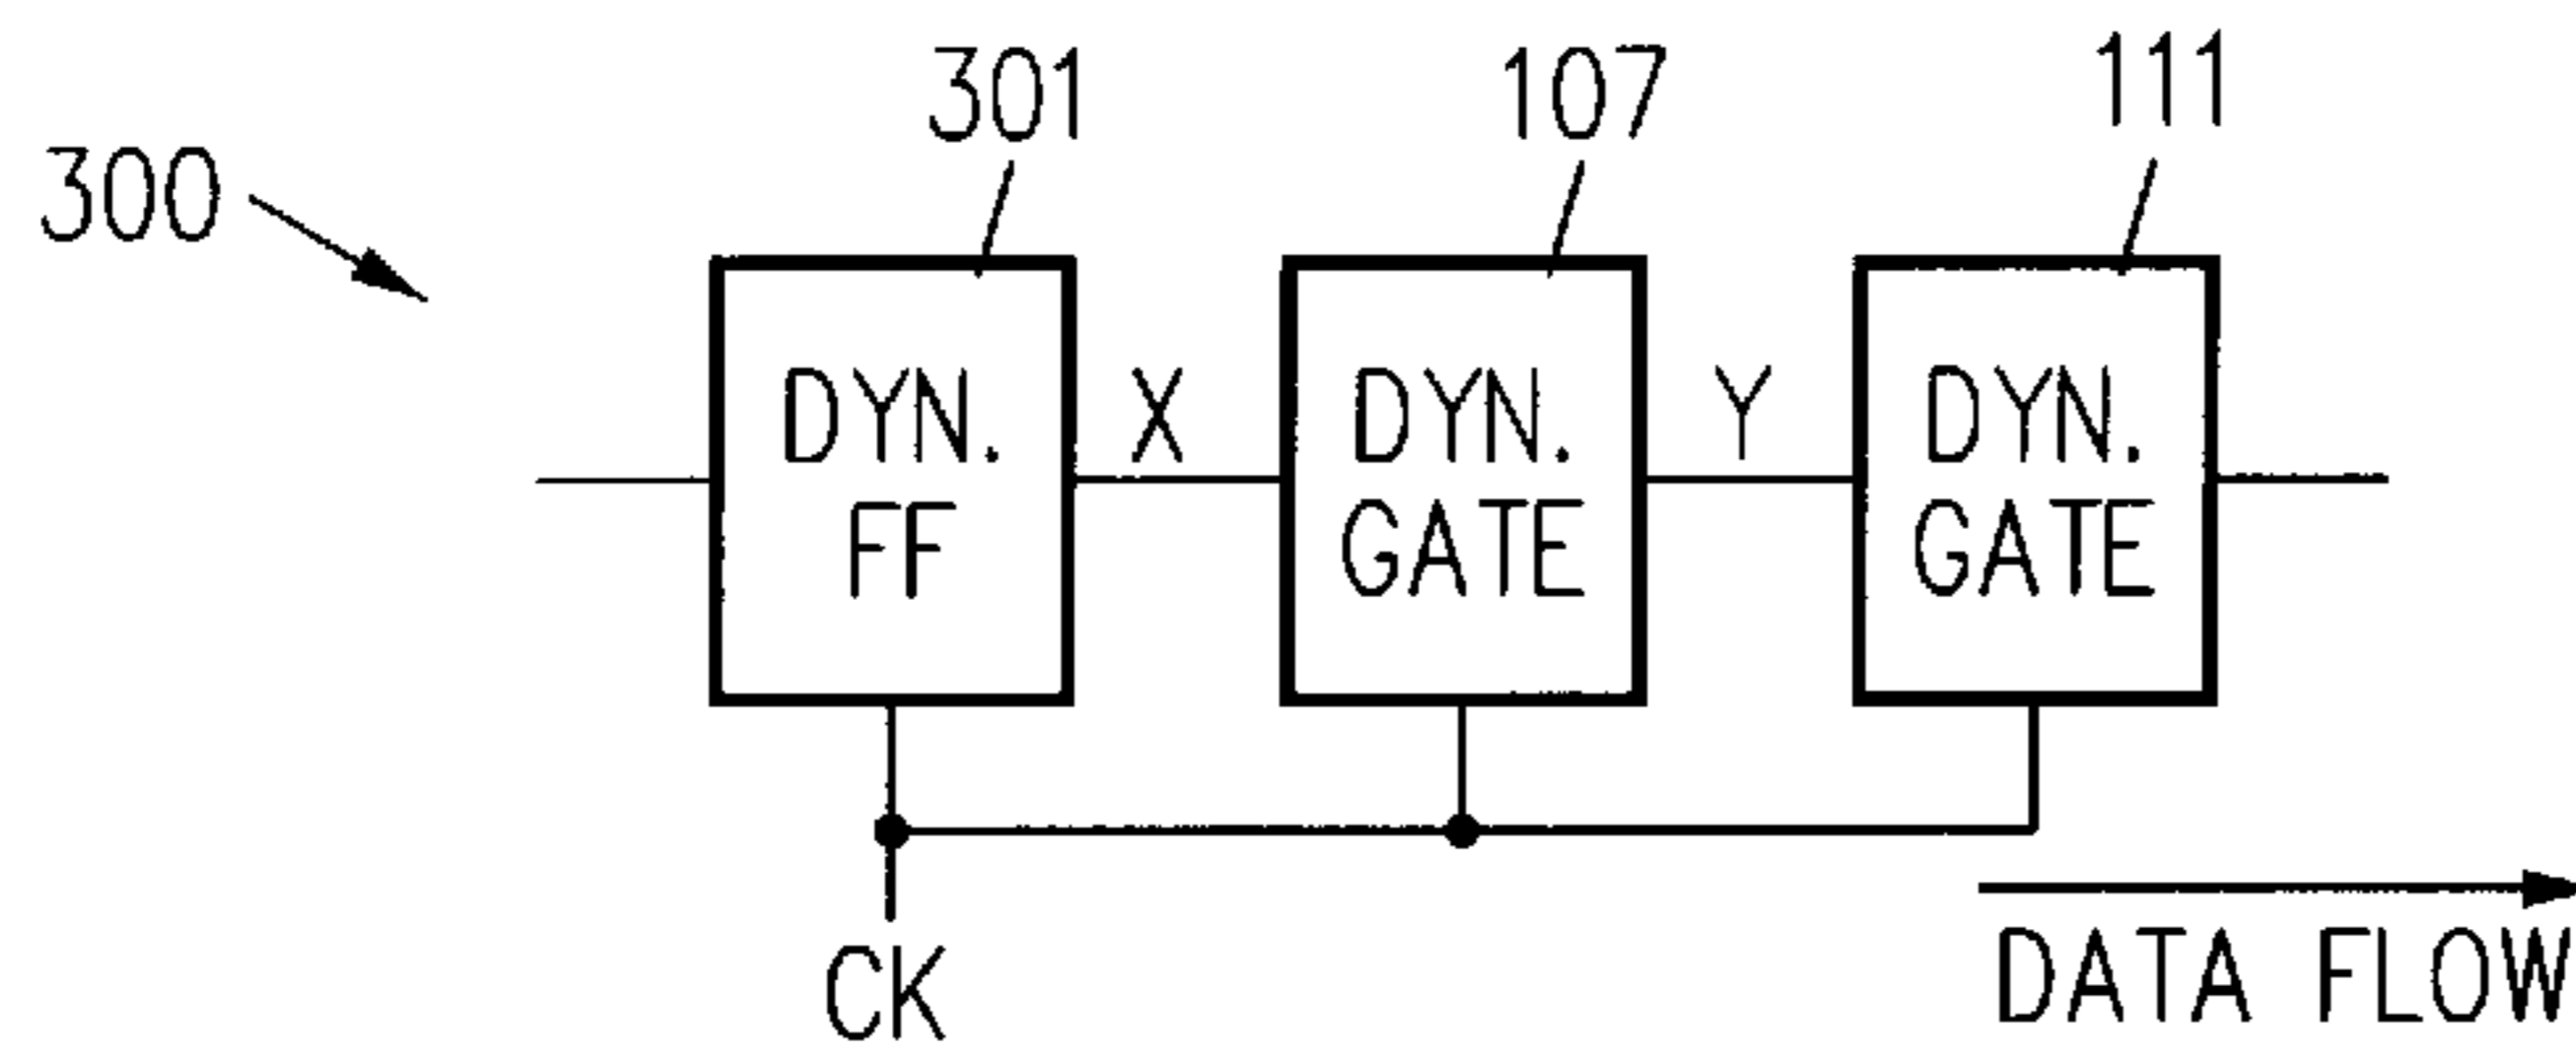 300
301
107
111
DYN.
FF
X
DYN.
GATE
Y
DYN.
GATE
CK
DATA FLOW